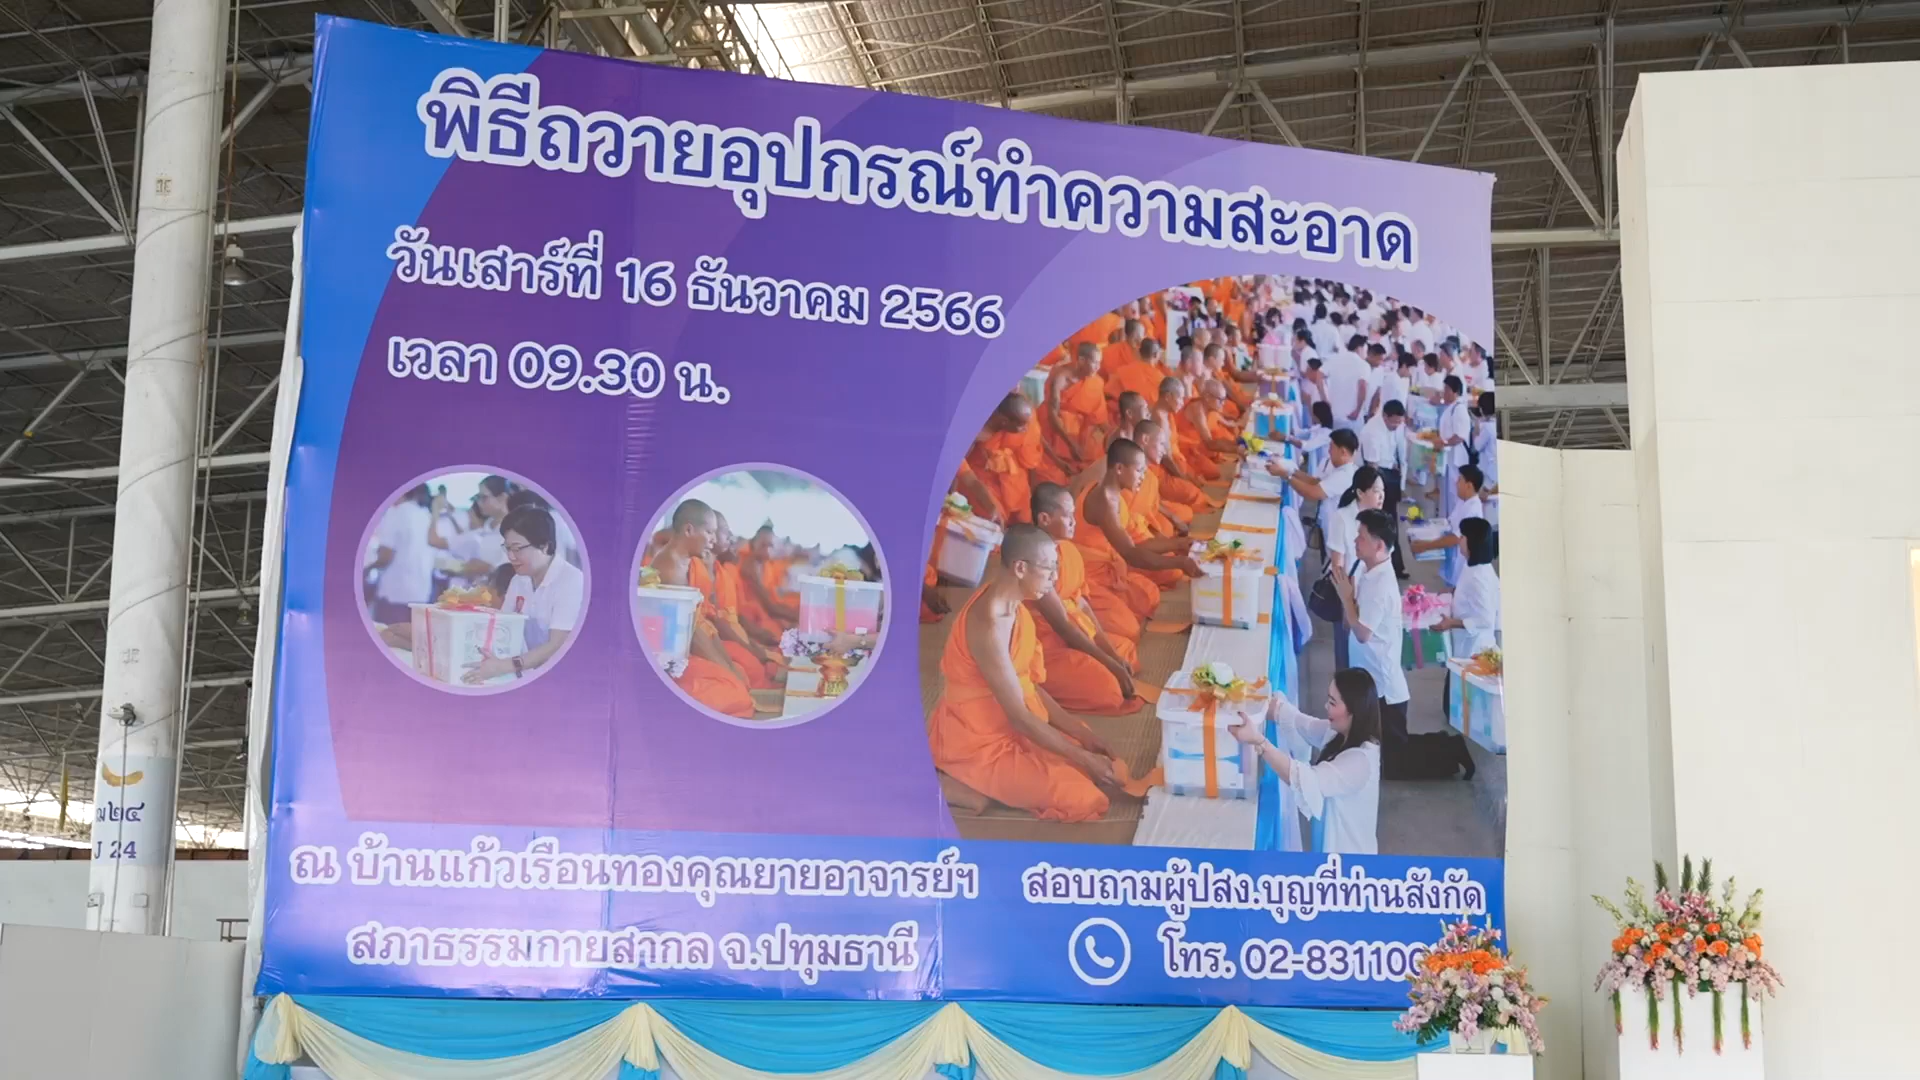 พิธีถวายอุปกรณ์ทำความสะอาด
วันเสาร์ที่ 16 ธันวาคม 2566
เวลา 09.30 น.
ณ บ้านแก้วเรือนทองคุณยายอาจารย์ฯ
สภาธรรมกายสากล จ.ปทุมธานี
สอบถามผู้ปสง.บุญที่ท่านสังกัด
โทร. 02-831100
ฌ๒๔
J 24